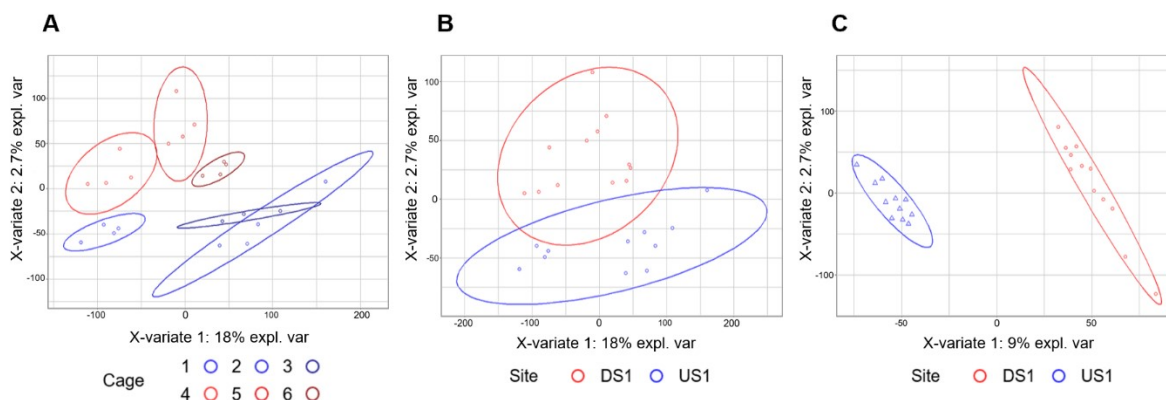 A
X-variate 2: 2.7% expl. var
100
50
0
-50
-100
-100
0
100
200
X-variate 1: 18% expl. var
Cage
1 2 3
4 5 6
B
X-variate 2: 2.7% expl. var
100
50
0
-50
-200
-100
0
100
200
X-variate 1: 18% expl. var
Site DS1 US1
C
X-variate 2: 2.7% expl. var
100
0
-100
-50
0
50
X-variate 1: 9% expl. var
Site DS1 US1